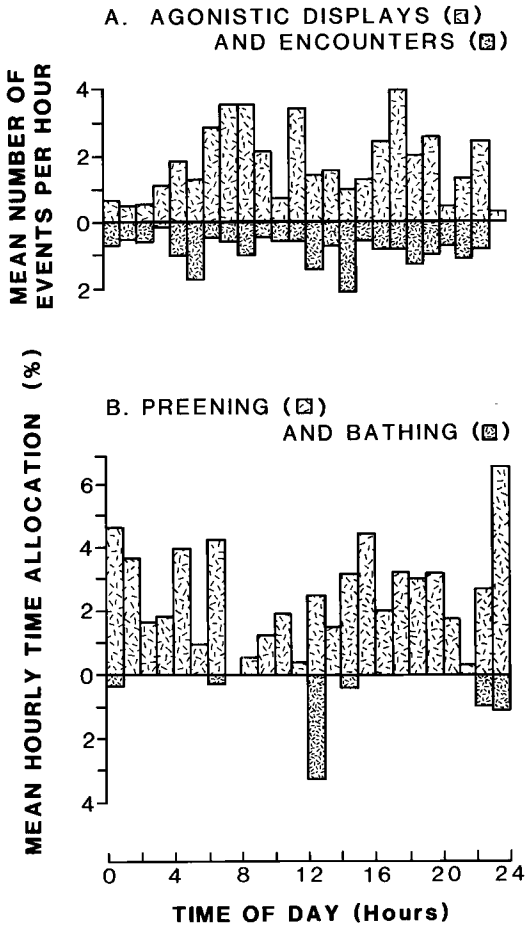 A. AGONISTIC DISPLAYS ( )
AND ENCOUNTERS ( )
MEAN NUMBER OF
EVENTS PER HOUR
4
2
0
2
B. PREENING ( )
AND BATHING ( )
MEAN HOURLY TIME ALLOCATION (%)
6
4
2
0
2
4
0 4 8 12 16 20 24
TIME OF DAY (Hours)